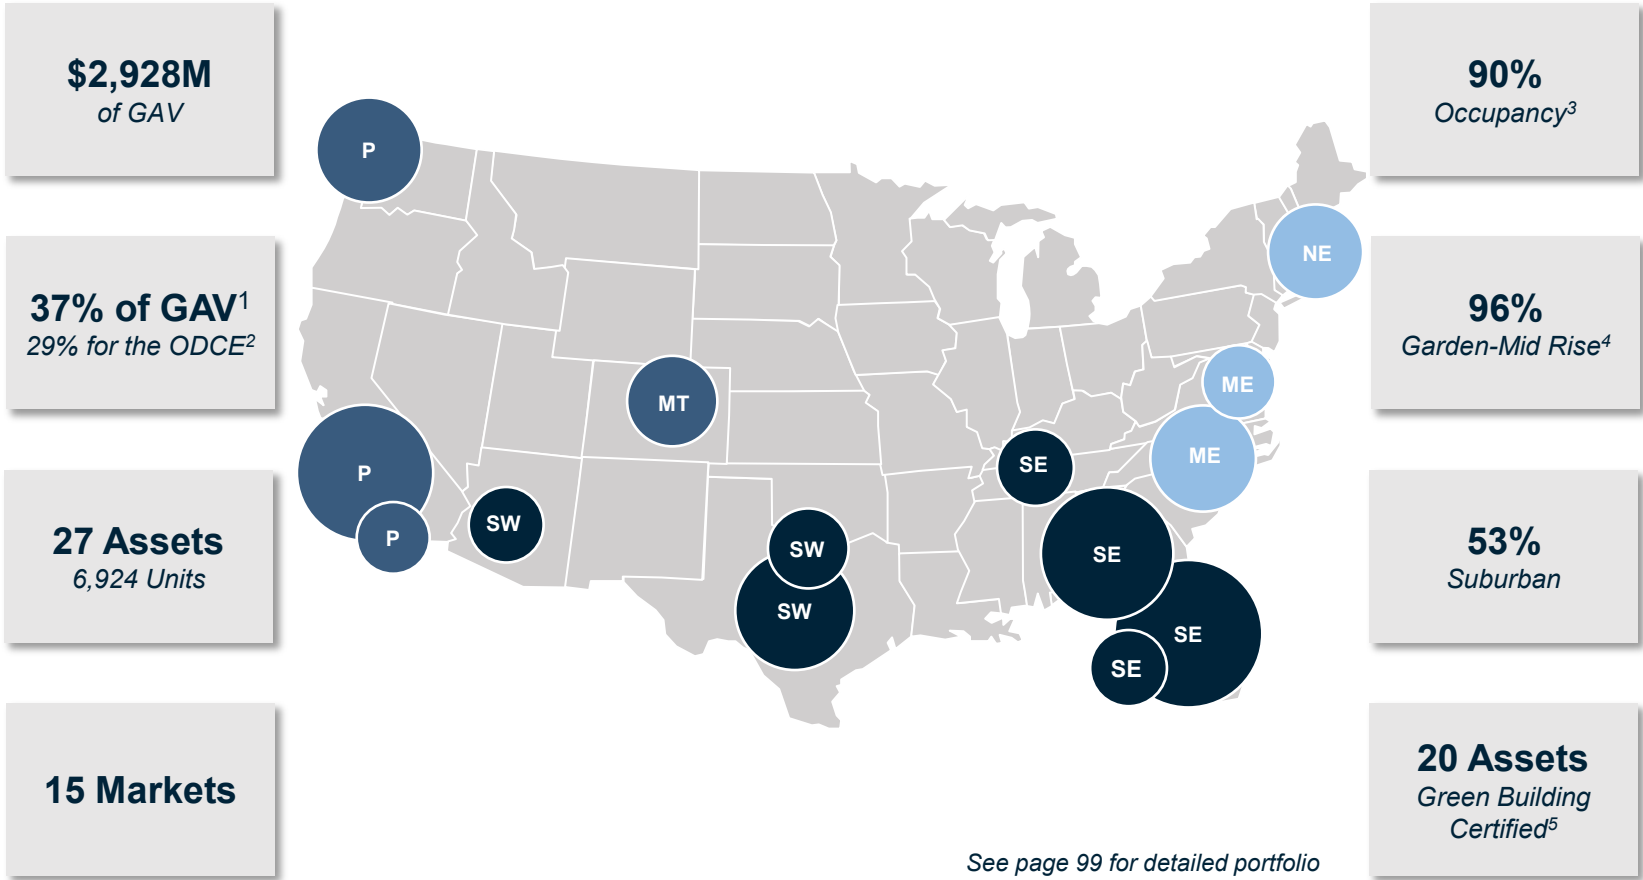 $2,928M
of GAV
37% of GAV¹
29% for the ODCE²
27 Assets
6,924 Units
15 Markets
P
NE
MT
ME
ME
P
SE
SW
P
SW
SE
SW
SE
SE
See page 99 for detailed portfolio
90%
Occupancy³
96%
Garden-Mid Rise⁴
53%
Suburban
20 Assets
Green Building
Certified⁵